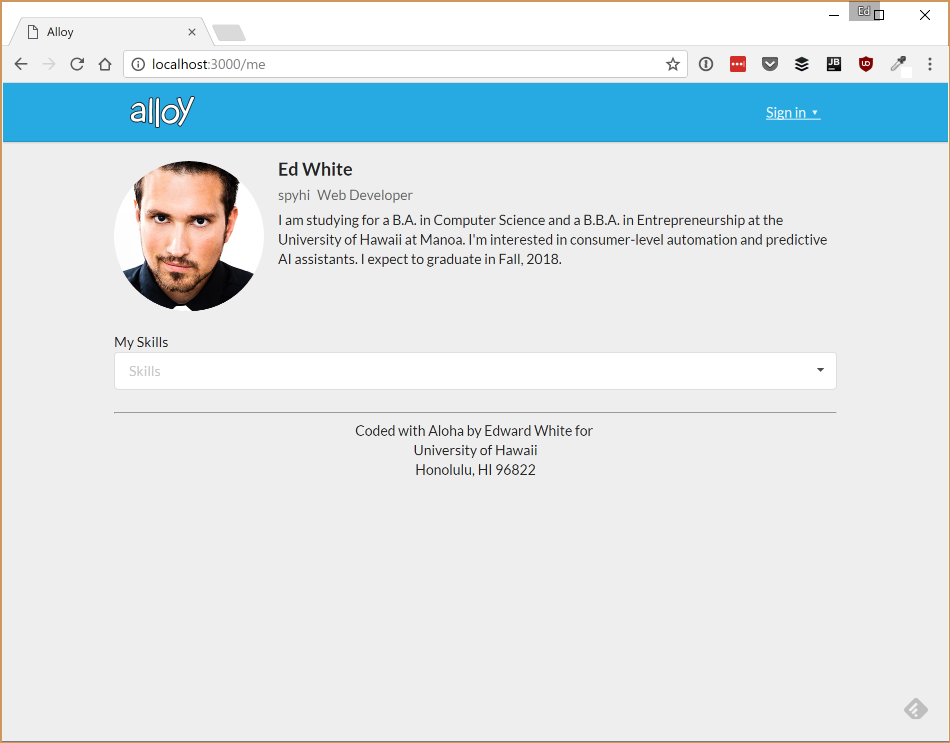 Ed
Alloy
localhost:3000/me
JB
alloy
Sign in
Ed White
spyhi Web Developer
I am studying for a B.A. in Computer Science and a B.B.A. in Entrepreneurship at the
University of Hawaii at Manoa. I'm interested in consumer-level automation and predictive
AI assistants. I expect to graduate in Fall, 2018.
My Skills
Skills
Coded with Aloha by Edward White for
University of Hawaii
Honolulu, HI 96822